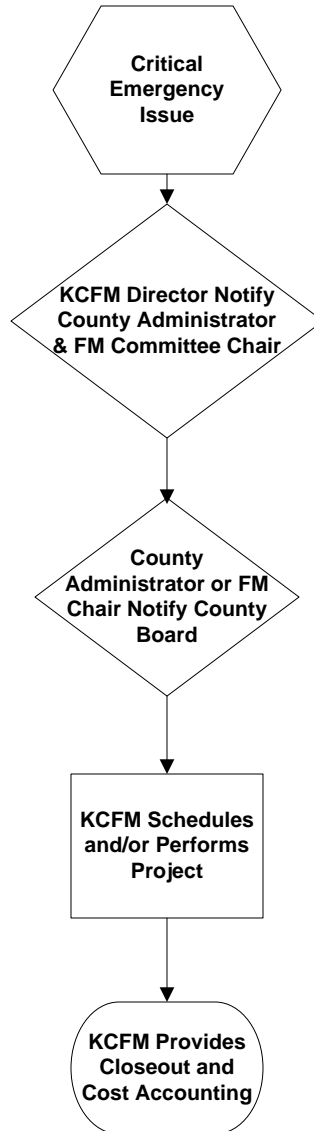 Critical
Emergency
Issue
KCFM Director Notify
County Administrator
& FM Committee Chair
County
Administrator or FM
Chair Notify County
Board
KCFM Schedules
and/or Performs
Project
KCFM Provides
Closeout and
Cost Accounting